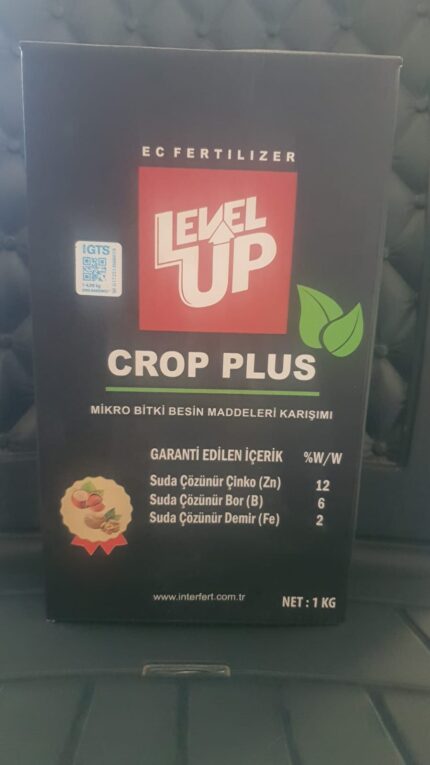 EC FERTILIZER
LEVEL
UP
IGTS
CROP PLUS
MİKRO BİTKİ BESİN MADDELERİ KARIŞIMI
GARANTİ EDİLEN İÇERİK %W/W
Suda Çözünür Çinko (Zn) 12
Suda Çözünür Bor (B) 6
Suda Çözünür Demir (Fe) 2
www.interfert.com.tr
NET : 1 KG